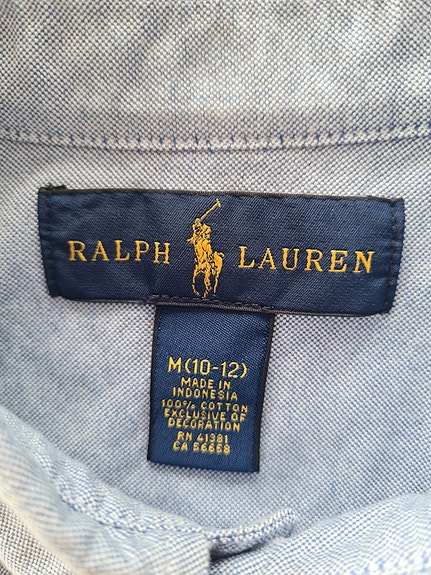 RALPH LAUREN
M (10-12)
MADE IN
INDONESIA
100% COTTON
EXCLUSIVE OF
DECORATION
RN 41381
CA 56658